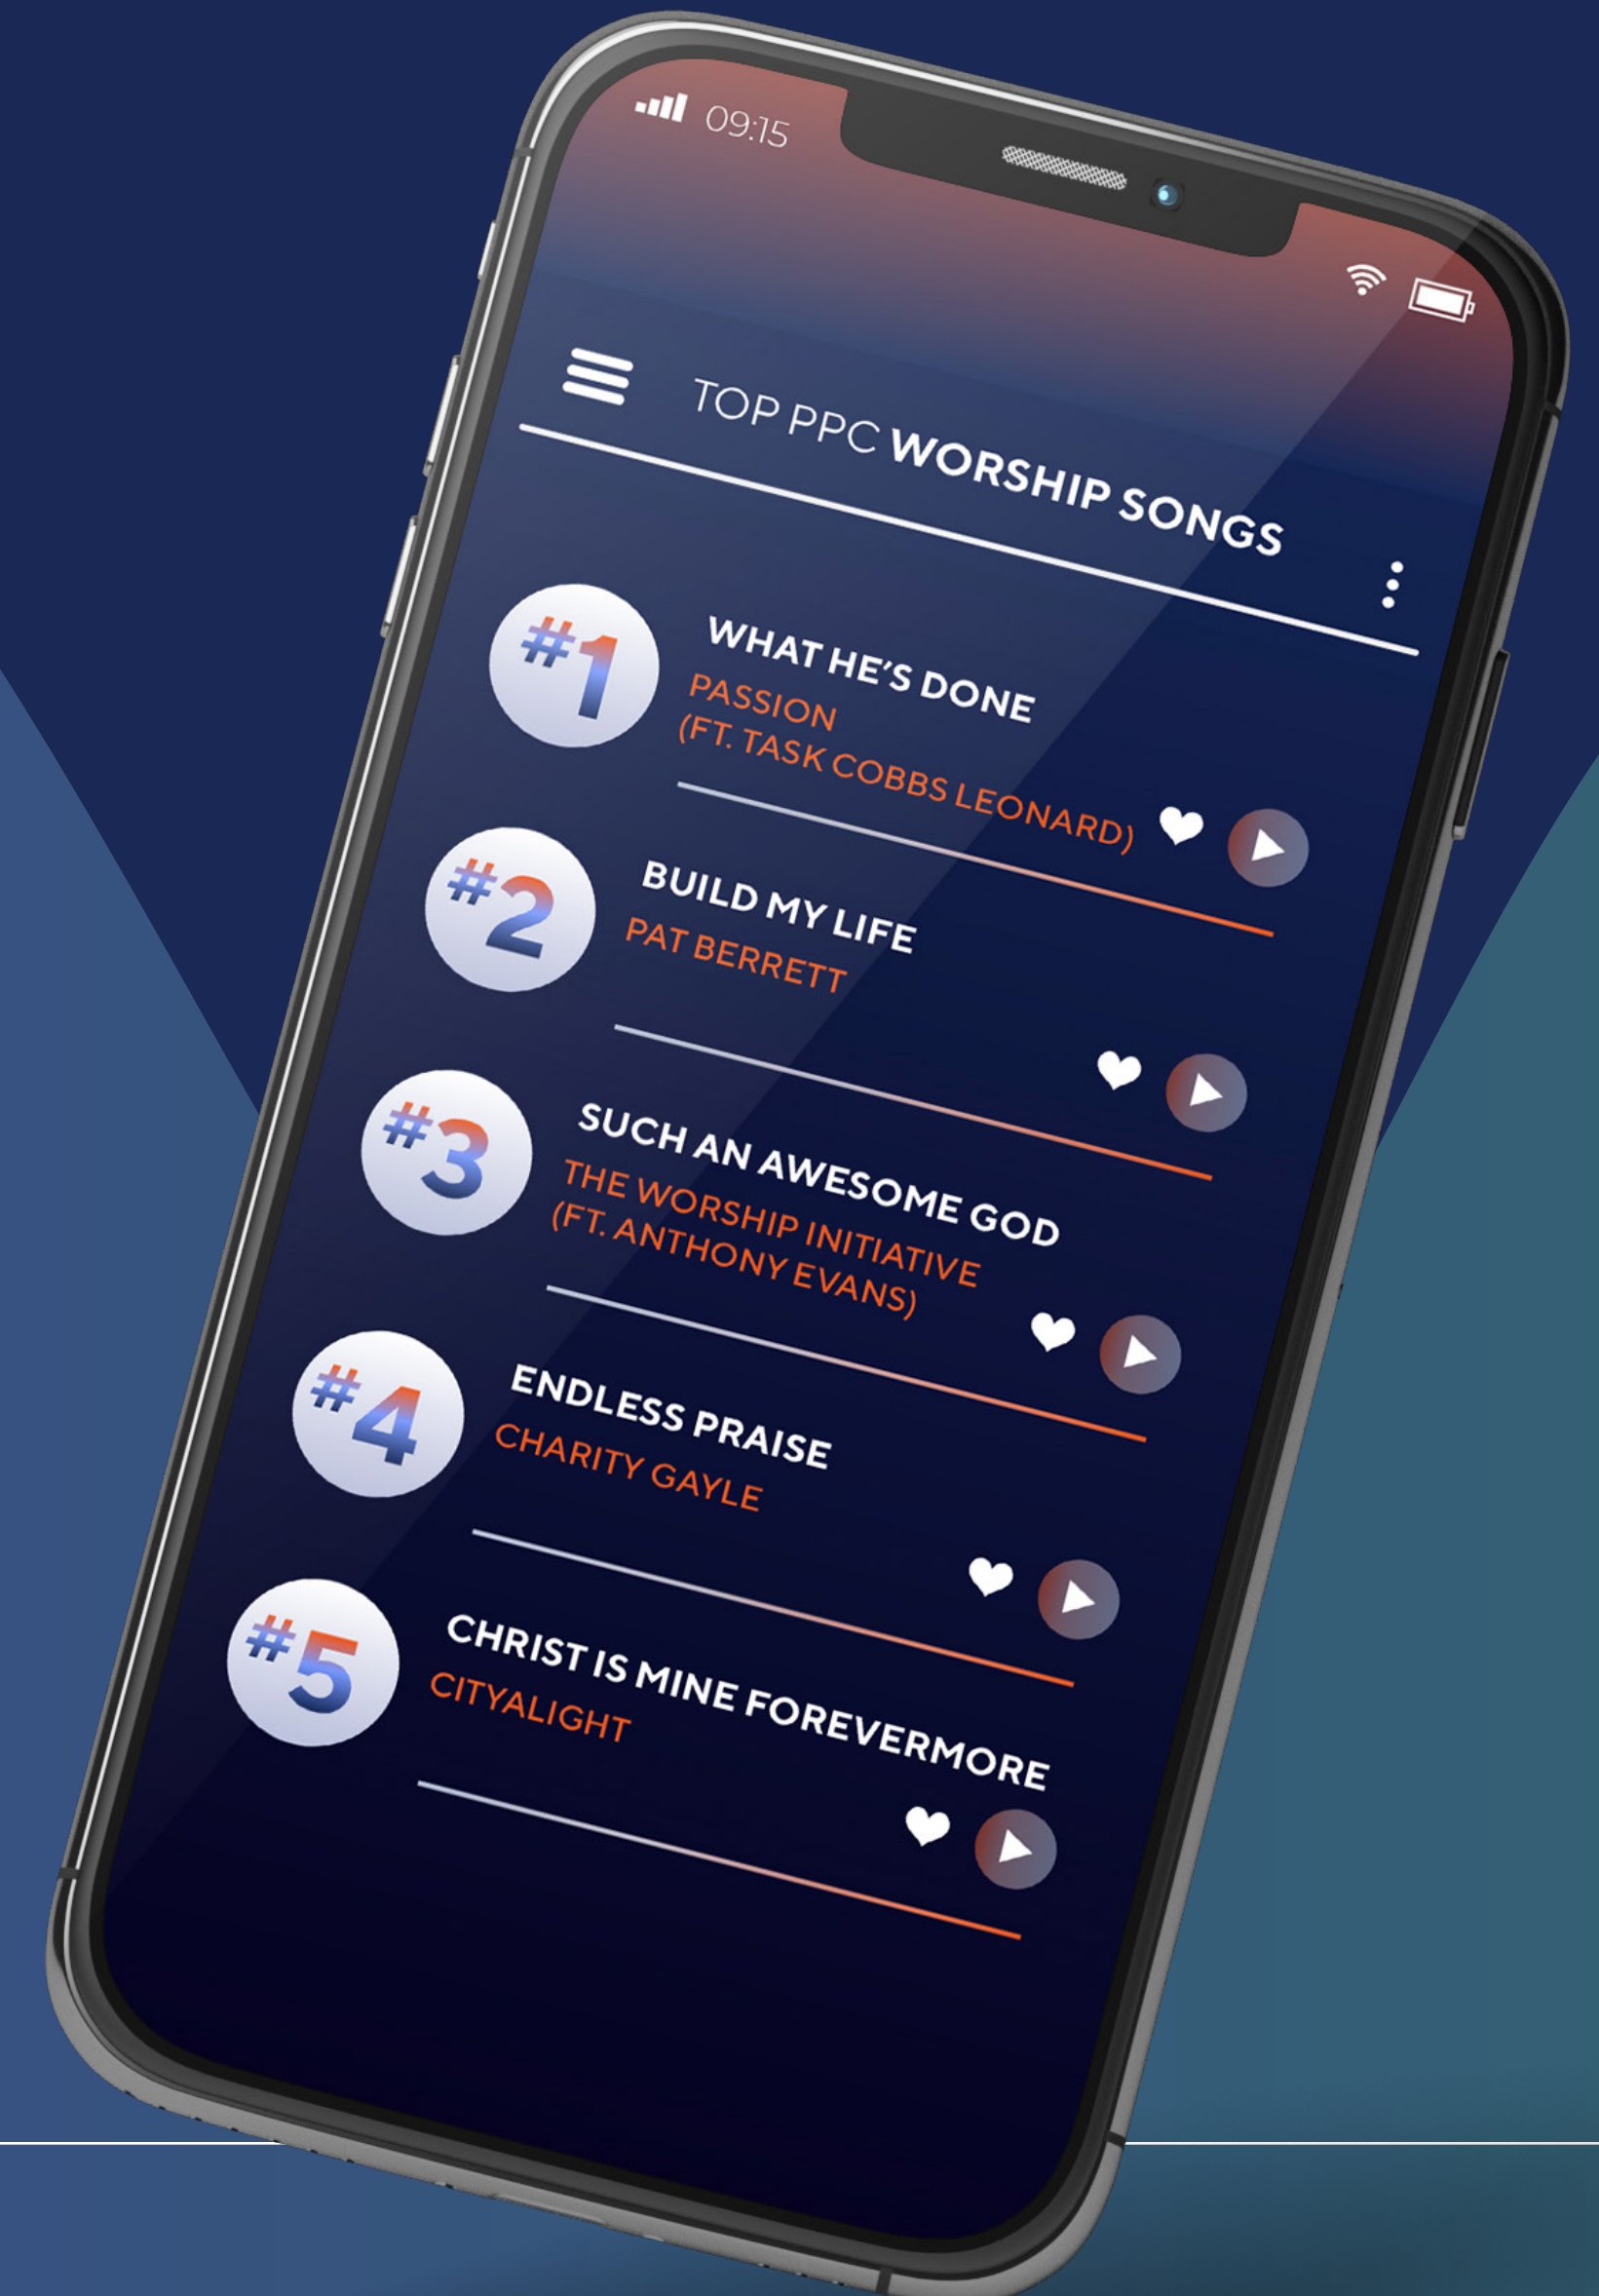 09:15
TOP PPC WORSHIP SONGS
#1
WHAT HE'S DONE
PASSION
(FT. TASK COBBS LEONARD)
#2
BUILD MY LIFE
PAT BERRETT
#3
SUCH AN AWESOME GOD
THE WORSHIP INITIATIVE
(FT. ANTHONY EVANS)
#4
ENDLESS PRAISE
CHARITY GAYLE
#5
CHRIST IS MINE FOREVERMORE
CITYALIGHT